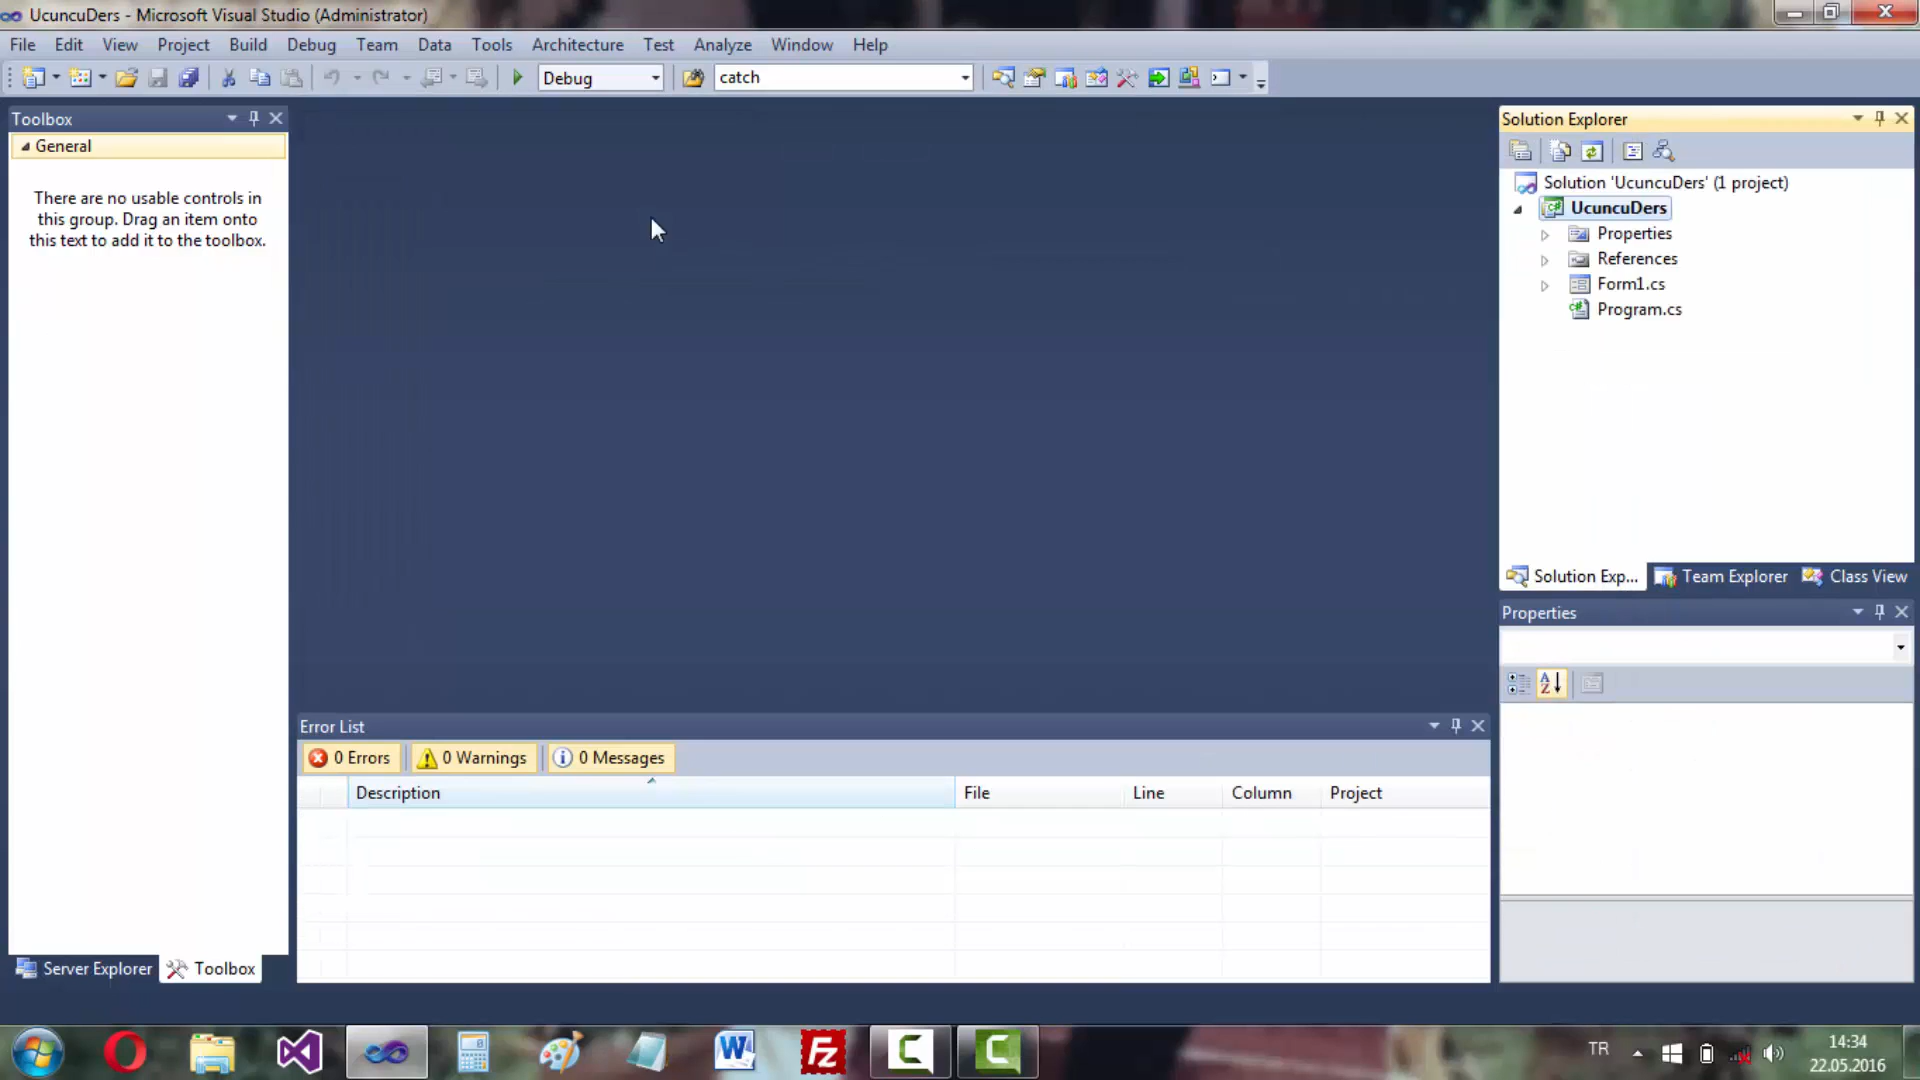 UcuncuDers - Microsoft Visual Studio (Administrator)
File Edit View Project Build Debug Team Data Tools Architecture Test Analyze Window Help
Debug
catch
Toolbox
General
There are no usable controls in
this group. Drag an item onto
this text to add it to the toolbox.
Server Explorer
Toolbox
Error List
0 Errors
0 Warnings
0 Messages
Description File Line Column Project
Solution Explorer
Solution 'UcuncuDers' (1 project)
UcuncuDers
Properties
References
Form1.cs
Program.cs
Solution Exp...
Team Explorer
Class View
Properties
TR
14:34
22.05.2016